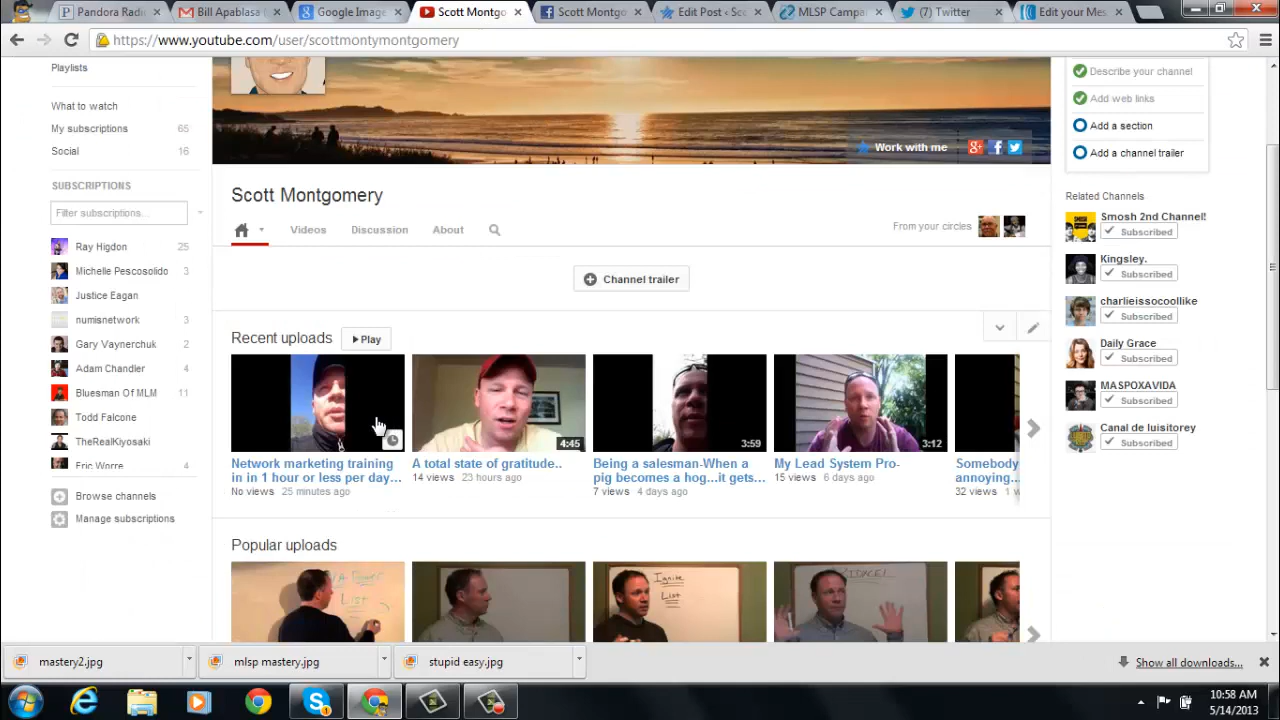 Pandora Radi
Bill Apablasa (
Google Image
Scott Montgo
Scott Montgo
Edit Post ‹ Sc
MLSP Campa
(7) Twitter
Edit your Mes
https://www.youtube.com/user/scottmontymontgomery
Playlists
What to watch
My subscriptions 65
Social 16
SUBSCRIPTIONS
Filter subscriptions...
Ray Higdon 25
Michelle Pescosolido 3
Justice Eagan
numisnetwork 3
Gary Vaynerchuk 2
Adam Chandler 4
Bluesman Of MLM 11
Todd Falcone
TheRealKiyosaki
Eric Worre 4
Browse channels
Manage subscriptions
Work with me
Scott Montgomery
Videos Discussion About
From your circles
Channel trailer
Recent uploads
Play
4:45
3:59
3:12
Network marketing training
in in 1 hour or less per day...
No views 25 minutes ago
A total state of gratitude..
14 views 23 hours ago
Being a salesman-When a
pig becomes a hog...it gets...
7 views 4 days ago
My Lead System Pro-
15 views 6 days ago
Somebody
annoying...
32 views 1 w
Popular uploads
List
Ignite
List
Describe your channel
Add web links
Add a section
Add a channel trailer
Related Channels
Smosh 2nd Channel!
Subscribed
Kingsley.
Subscribed
charlieissocoollike
Subscribed
Daily Grace
Subscribed
MASPOXAVIDA
Subscribed
Canal de luisitorey
Subscribed
mastery2.jpg
mlsp mastery.jpg
stupid easy.jpg
Show all downloads...
10:58 AM
5/14/2013